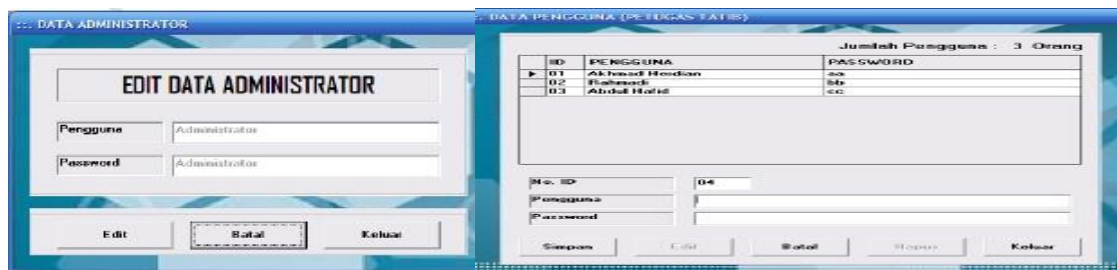 ::. DATA ADMINISTRATOR
EDIT DATA ADMINISTRATOR
Pengguna Administrator
Password Administrator
Edit Batal Keluar
:. DATA PENGGUNA (PETUGAS TATIB)
Jumlah Pengguna : 3 Orang
ID PENGGUNA PASSWORD
01 Akhmad aa
02 Rahmadi bb
03 Abdul Hafid cc
No. ID 04
Pengguna
Password
Simpan Edit Batal Hapus Keluar